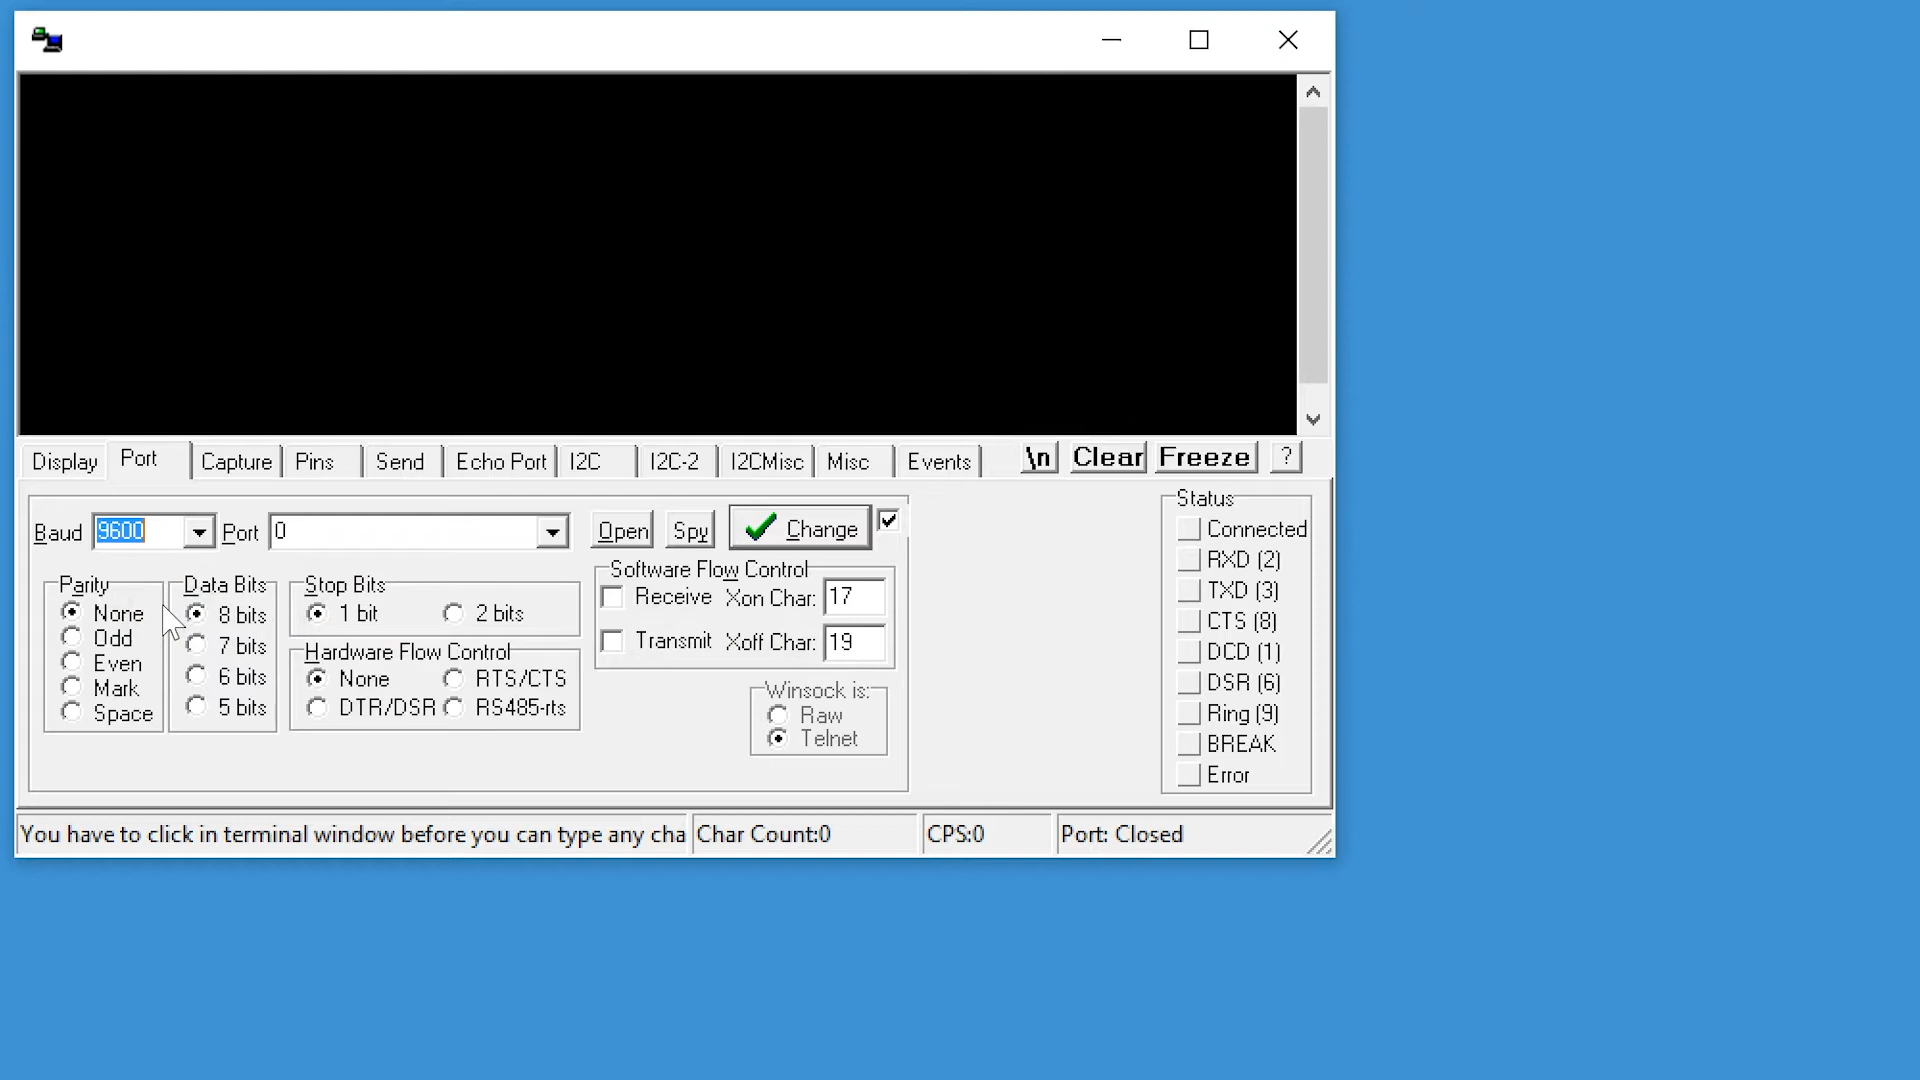 Display Port Capture Pins Send Echo Port I2C I2C-2 I2CMisc Misc Events \n Clear Freeze ?
Baud 9600 Port 0 Open Spy Change
Parity
None
Odd
Even
Mark
Space
Data Bits
8 bits
7 bits
6 bits
5 bits
Stop Bits
1 bit 2 bits
Hardware Flow Control
None RTS/CTS
DTR/DSR RS485-rts
Software Flow Control
Receive Xon Char: 17
Transmit Xoff Char: 19
Winsock is:
Raw
Telnet
Status
Connected
RXD (2)
TXD (3)
CTS (8)
DCD (1)
DSR (6)
Ring (9)
BREAK
Error
You have to click in terminal window before you can type any cha Char Count:0 CPS:0 Port: Closed